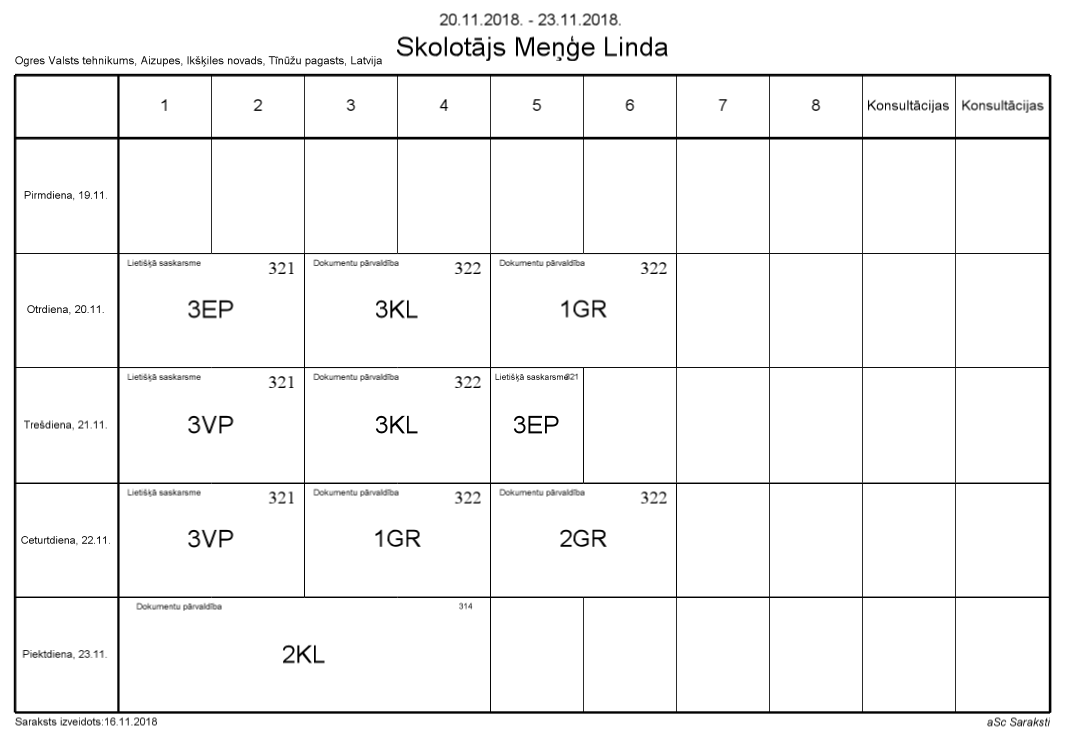 20.11.2018. - 23.11.2018.
Skolotājs Meņģe Linda
Ogres Valsts tehnikums, Aizupes, Ikšķiles novads, Tīnūžu pagasts, Latvija
1 2 3 4 5 6 7 8 Konsultācijas Konsultācijas
Pirmdiena, 19.11.
Lietišķā saskarsme 321 Dokumentu pārvaldība 322 Dokumentu pārvaldība 322
Otrdiena, 20.11. 3EP 3KL 1GR
Lietišķā saskarsme 321 Dokumentu pārvaldība 322 Lietišķā saskarsme 321
Trešdiena, 21.11. 3VP 3KL 3EP
Lietišķā saskarsme 321 Dokumentu pārvaldība 322 Dokumentu pārvaldība 322
Ceturtdiena, 22.11. 3VP 1GR 2GR
Dokumentu pārvaldība 314
Piektdiena, 23.11. 2KL
Saraksts izveidots:16.11.2018 aSc Saraksti